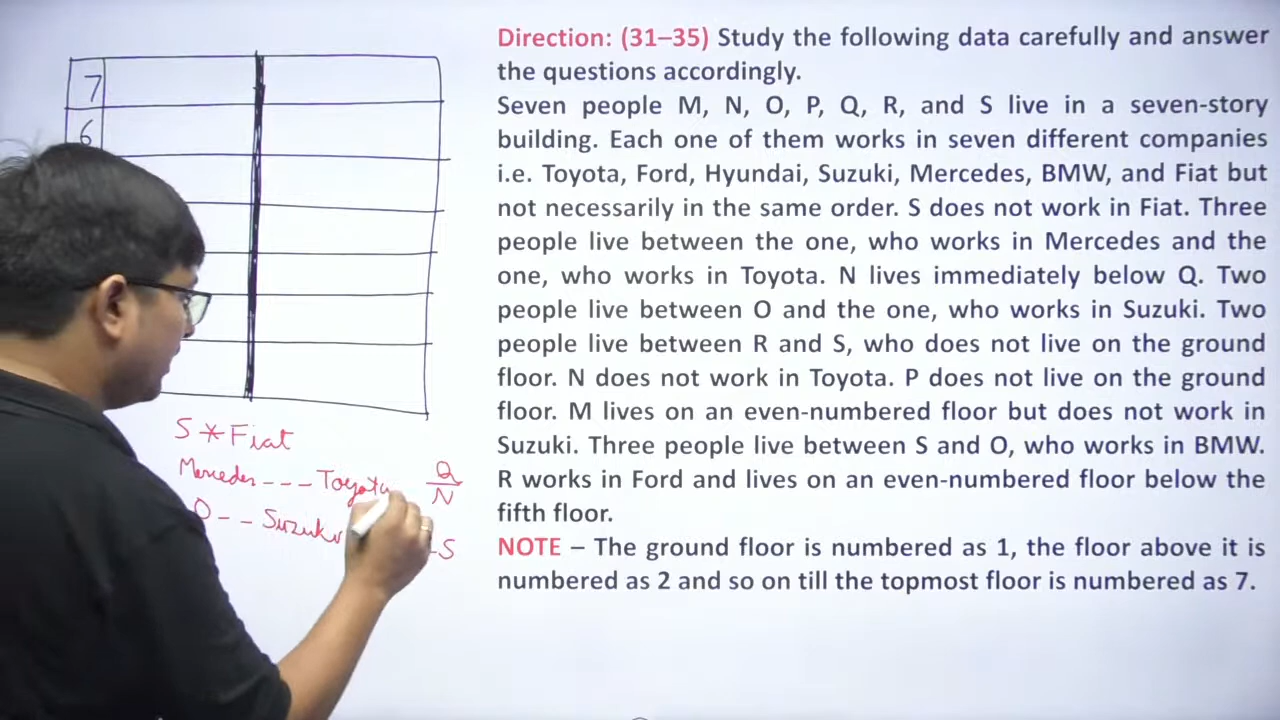 Direction: (31–35) Study the following data carefully and answer
the questions accordingly.
Seven people M, N, O, P, Q, R, and S live in a seven-story
building. Each one of them works in seven different companies
i.e. Toyota, Ford, Hyundai, Suzuki, Mercedes, BMW, and Fiat but
not necessarily in the same order. S does not work in Fiat. Three
people live between the one, who works in Mercedes and the
one, who works in Toyota. N lives immediately below Q. Two
people live between O and the one, who works in Suzuki. Two
people live between R and S, who does not live on the ground
floor. N does not work in Toyota. P does not live on the ground
floor. M lives on an even-numbered floor but does not work in
Suzuki. Three people live between S and O, who works in BMW.
R works in Ford and lives on an even-numbered floor below the
fifth floor.
NOTE – The ground floor is numbered as 1, the floor above it is
numbered as 2 and so on till the topmost floor is numbered as 7.
7
6
S * Fiat
Mercedes - - - Toyota
Q
N
O - - Suzuki
- S